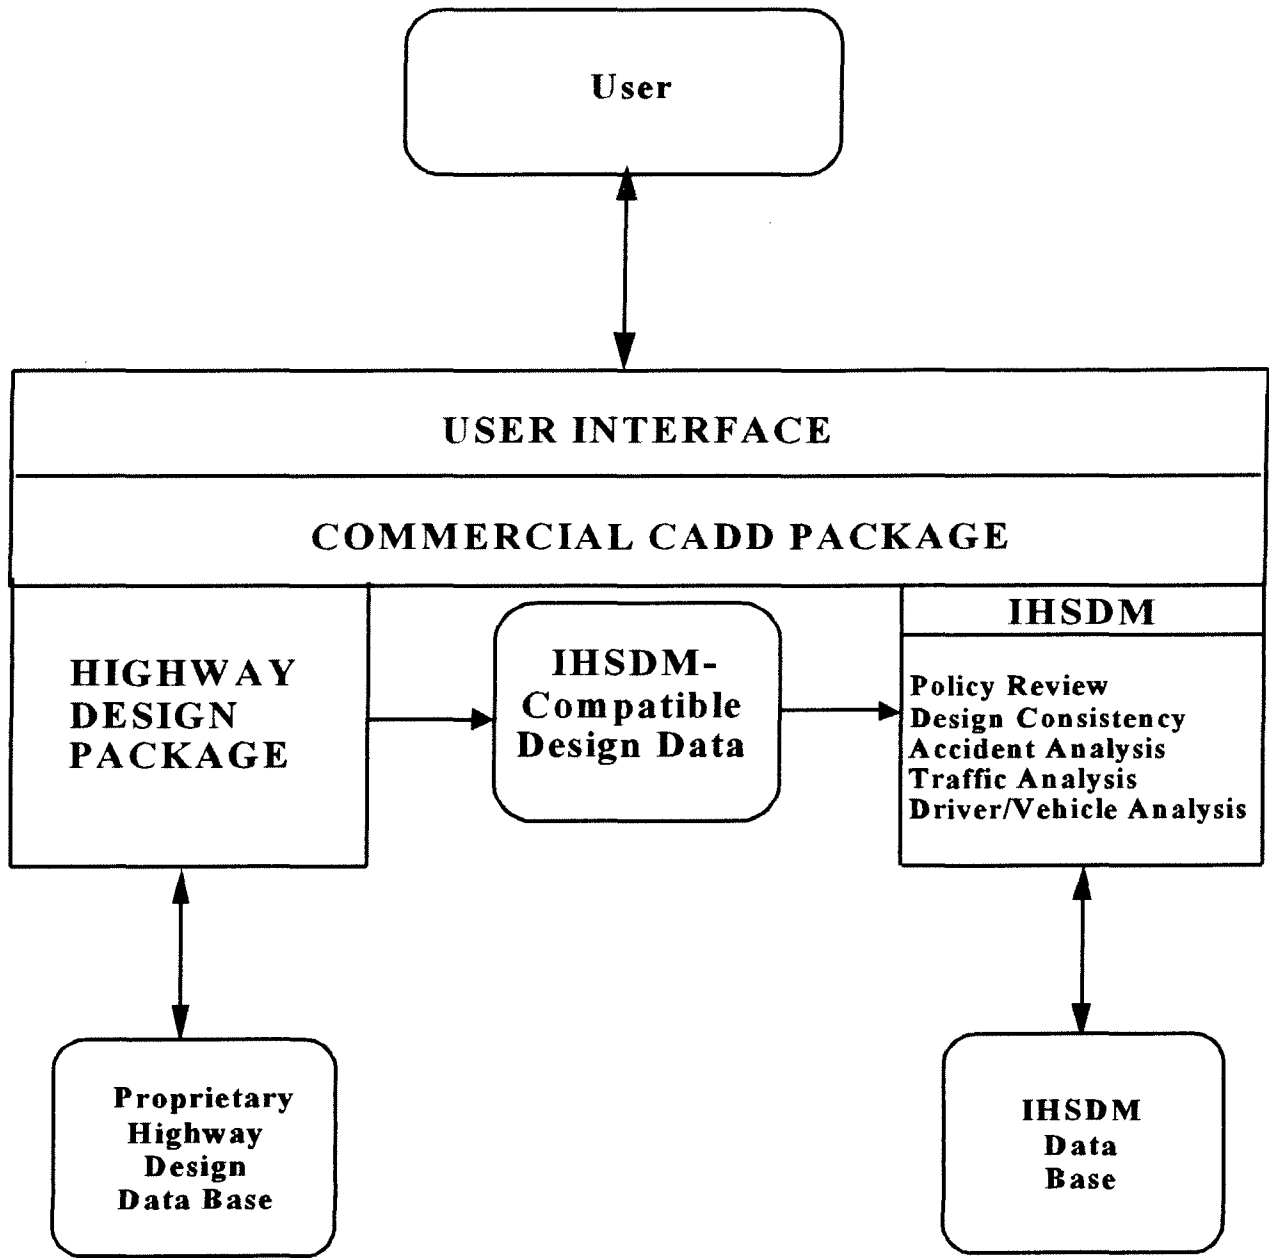 User
USER INTERFACE
COMMERCIAL CADD PACKAGE
HIGHWAY
DESIGN
PACKAGE
IHSDM-
Compatible
Design Data
IHSDM
Policy Review
Design Consistency
Accident Analysis
Traffic Analysis
Driver/Vehicle Analysis
Proprietary
Highway
Design
Data Base
IHSDM
Data
Base